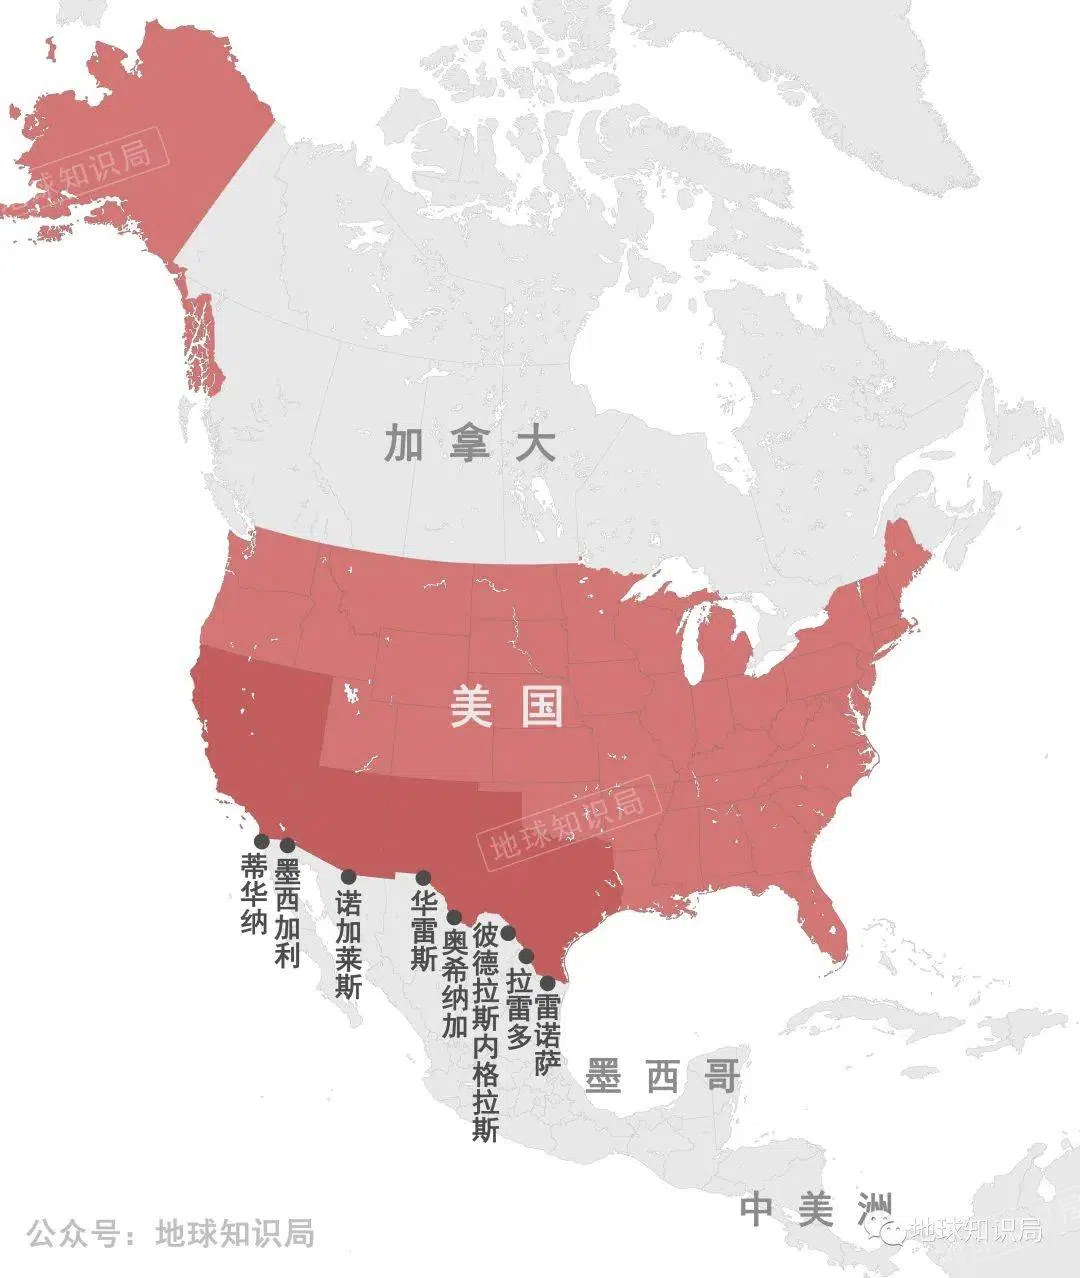 地球知识局
加拿大
美国
地球知识局
蒂华纳
墨西加利
诺加莱斯
华雷斯
奥希纳加
彼德拉斯内格拉斯
拉雷多
雷诺萨
墨西哥
中美洲
公众号：地球知识局
地球知识局